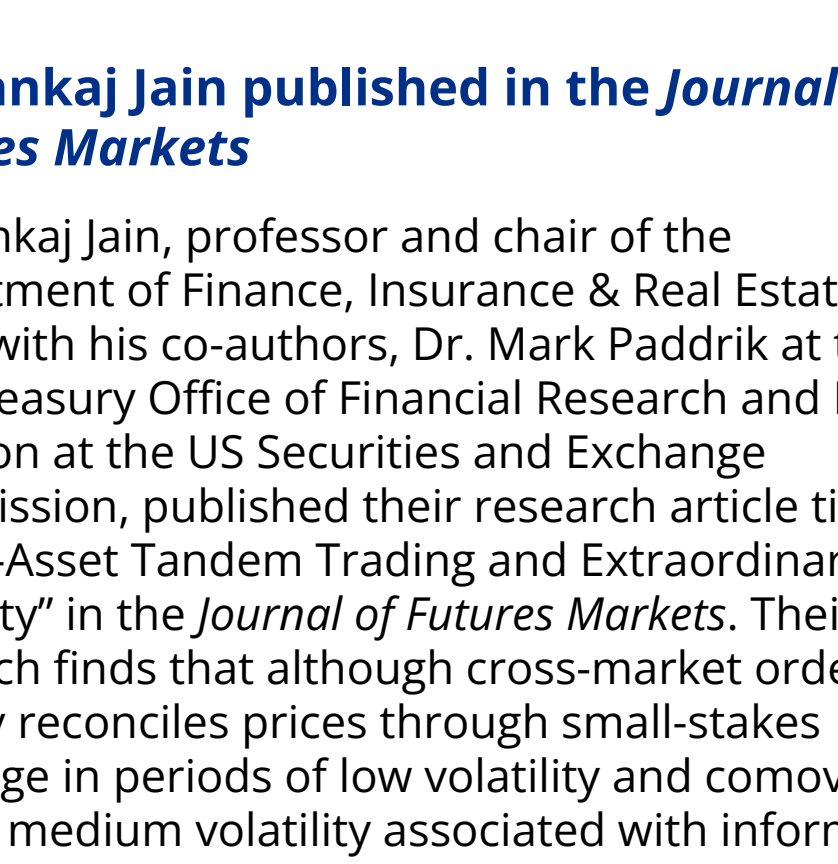 ankaj Jain published in the Journal
es Markets
nkaj Jain, professor and chair of the
tment of Finance, Insurance & Real Estat
with his co-authors, Dr. Mark Paddrik at
easury Office of Financial Research and
on at the US Securities and Exchange
ission, published their research article ti
-Asset Tandem Trading and Extraordinar
ty” in the Journal of Futures Markets. Thei
ch finds that although cross-market orde
y reconciles prices through small-stakes
ge in periods of low volatility and comov
medium volatility associated with inform